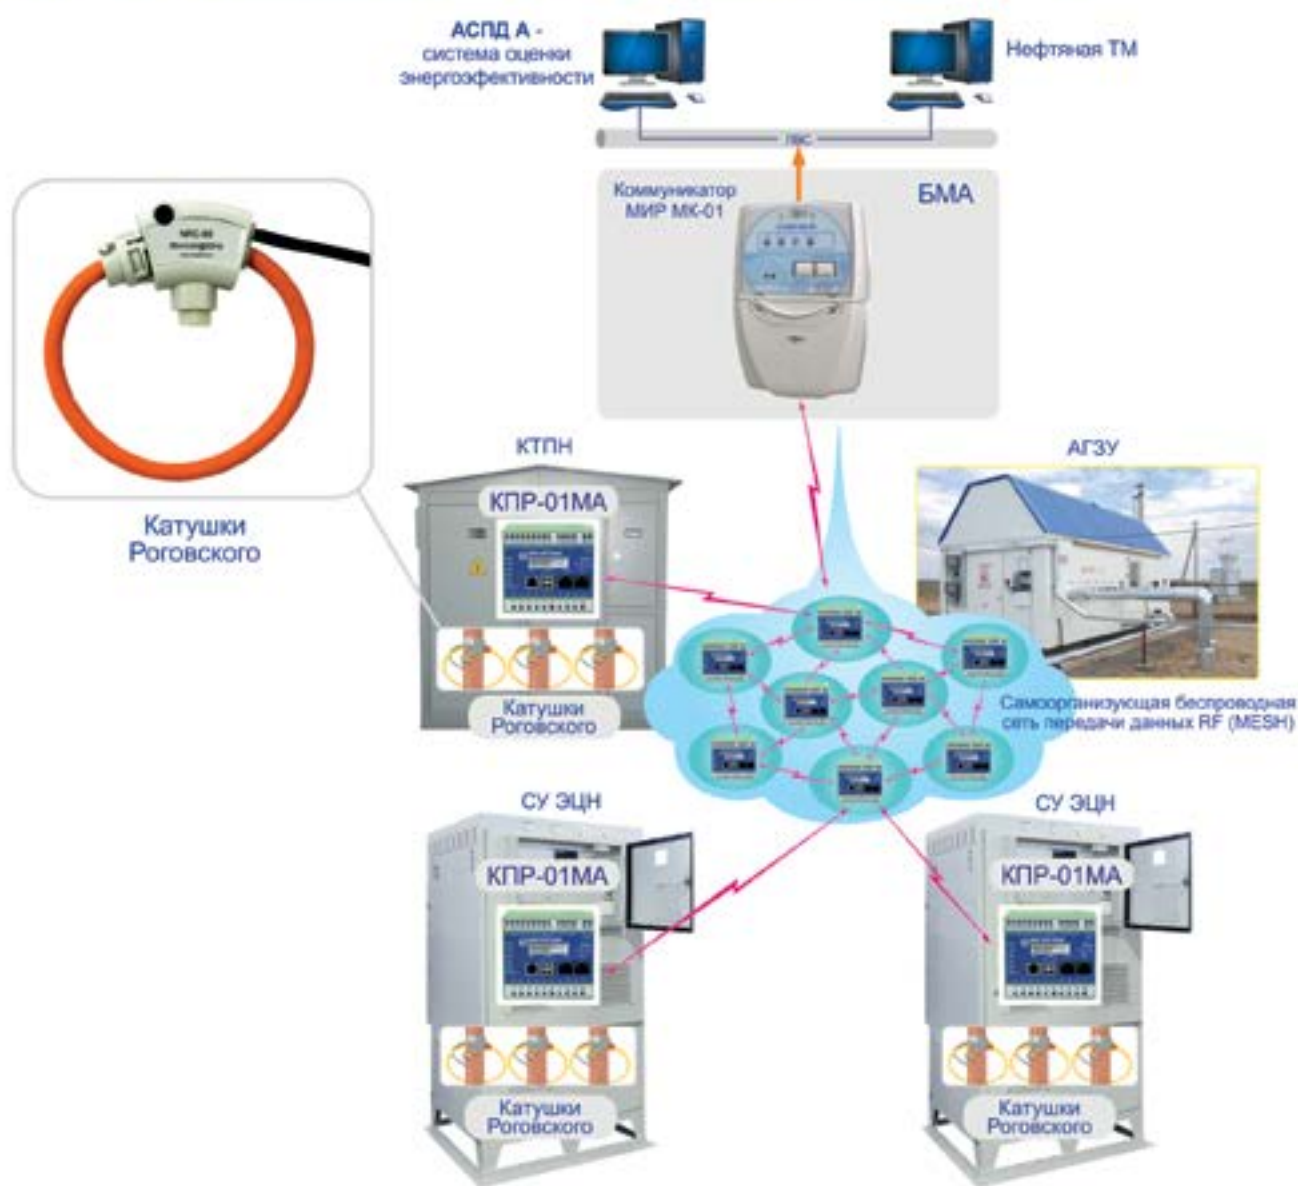 АСПД А -
система оценки
энергоэфективности
Нефтяная ТМ
ЛВС
Коммуникатор
МИР МК-01
БМА
Катушки
Роговского
КТПН
КПР-01МА
Катушки
Роговского
АГЗУ
Самоорганизующая беспроводная
сеть передачи данных RF (MESH)
СУ ЭЦН
КПР-01МА
Катушки
Роговского
СУ ЭЦН
КПР-01МА
Катушки
Роговского